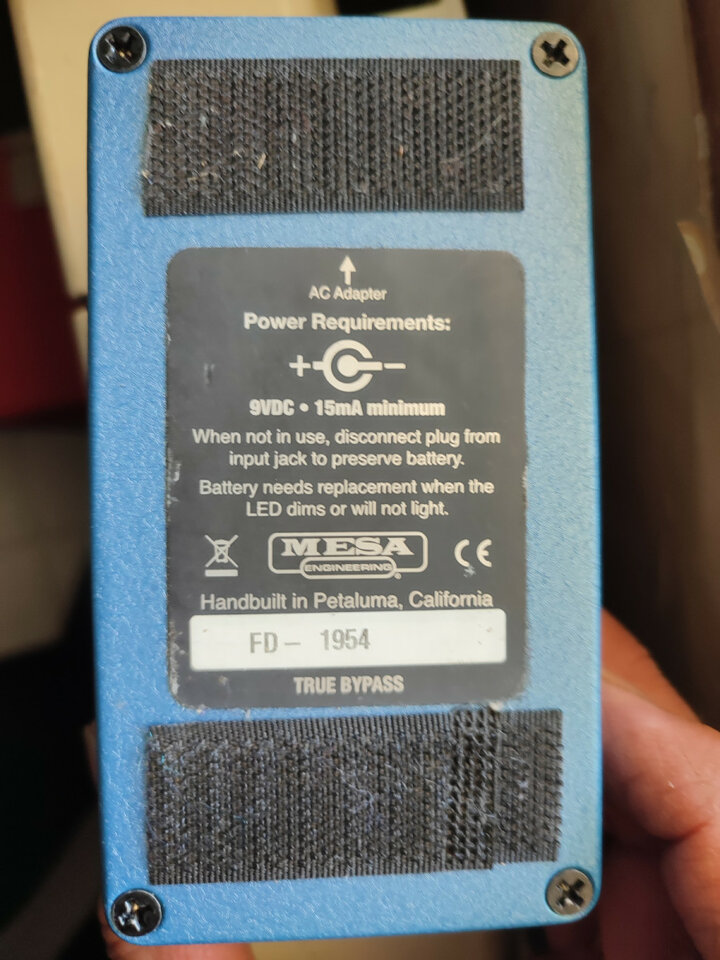 AC Adapter
Power Requirements:
+ −
9VDC • 15mA minimum
When not in use, disconnect plug from
input jack to preserve battery.
Battery needs replacement when the
LED dims or will not light.
MESA
ENGINEERING®
CE
Handbuilt in Petaluma, California
FD – 1954
TRUE BYPASS